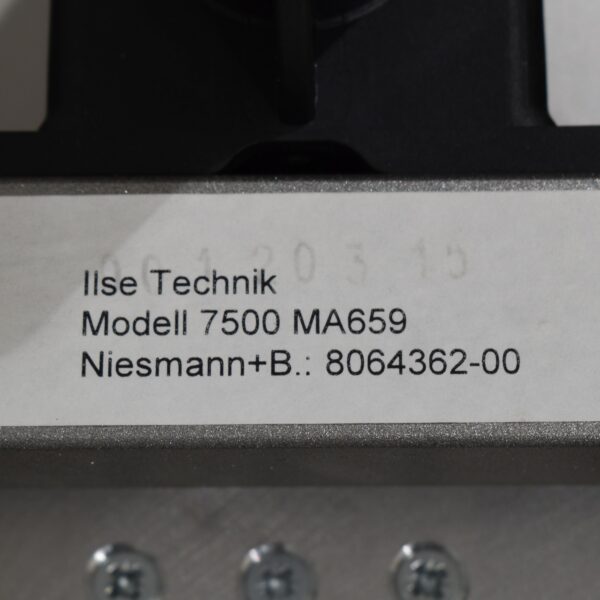 Ilse Technik
Modell 7500 MA659
Niesmann+B.: 8064362-00